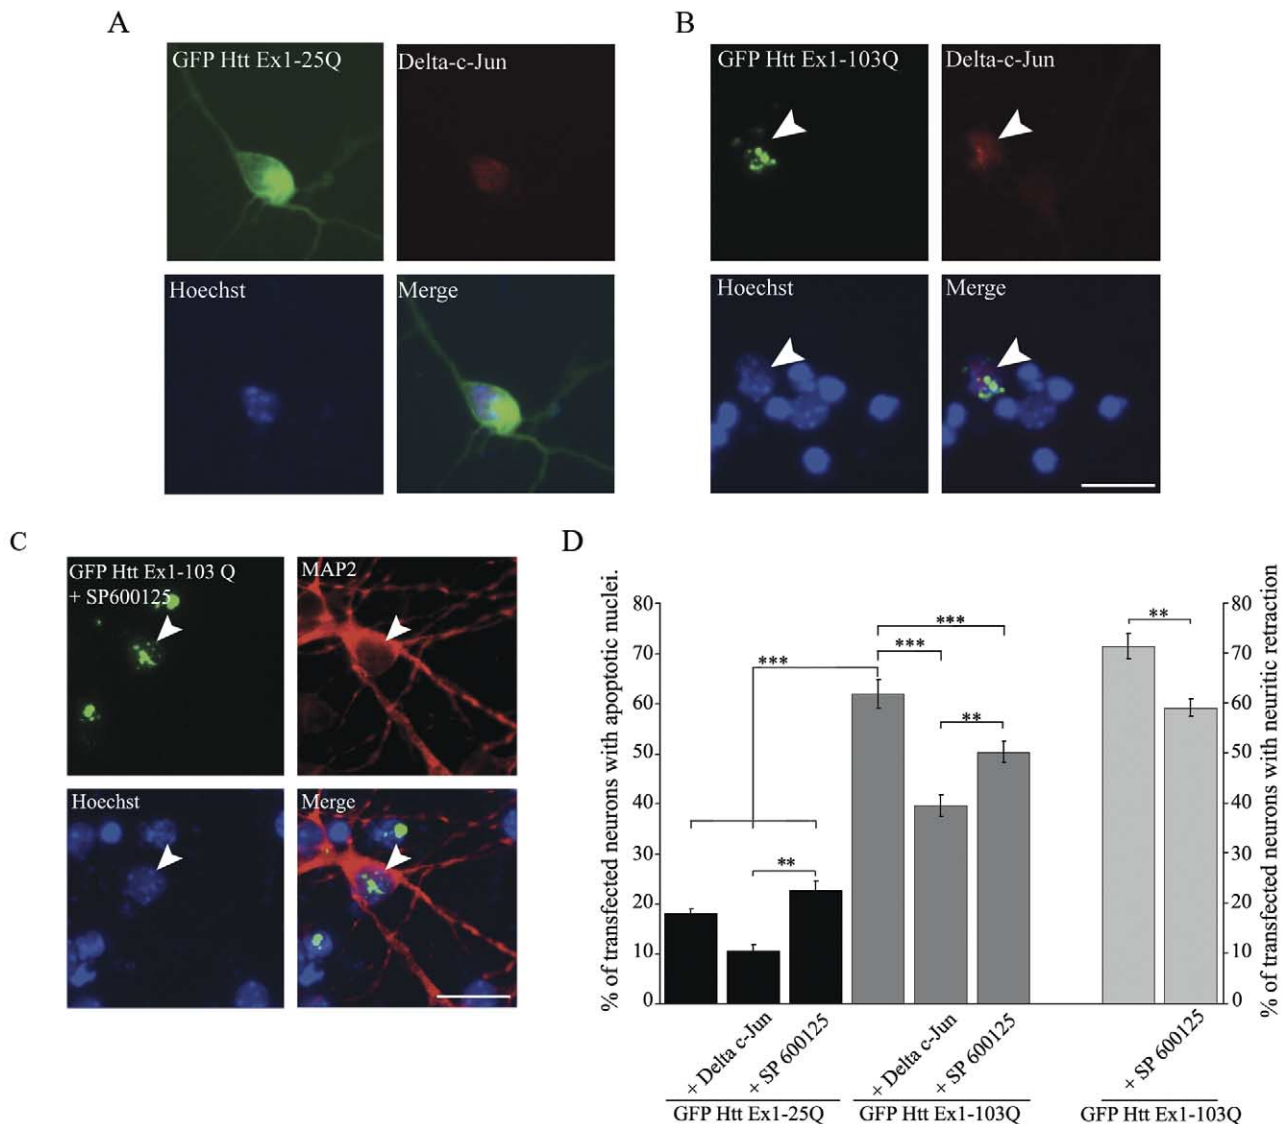 A
B
GFP Htt Ex1-25Q
Delta-c-Jun
GFP Htt Ex1-103Q
Delta-c-Jun
Hoechst
Merge
Hoechst
Merge
C
D
GFP Htt Ex1-103 Q
+ SP600125
MAP2
Hoechst
Merge
% of transfected neurons with apoptotic nuclei.
80
70
60
50
40
30
20
10
0
***
**
***
***
**
**
80
70
60
50
40
30
20
10
0
% of transfected neurons with neuritic retraction
+ Delta c-Jun
+ SP 600125
+ Delta c-Jun
+ SP 600125
+ SP 600125
GFP Htt Ex1-25Q
GFP Htt Ex1-103Q
GFP Htt Ex1-103Q